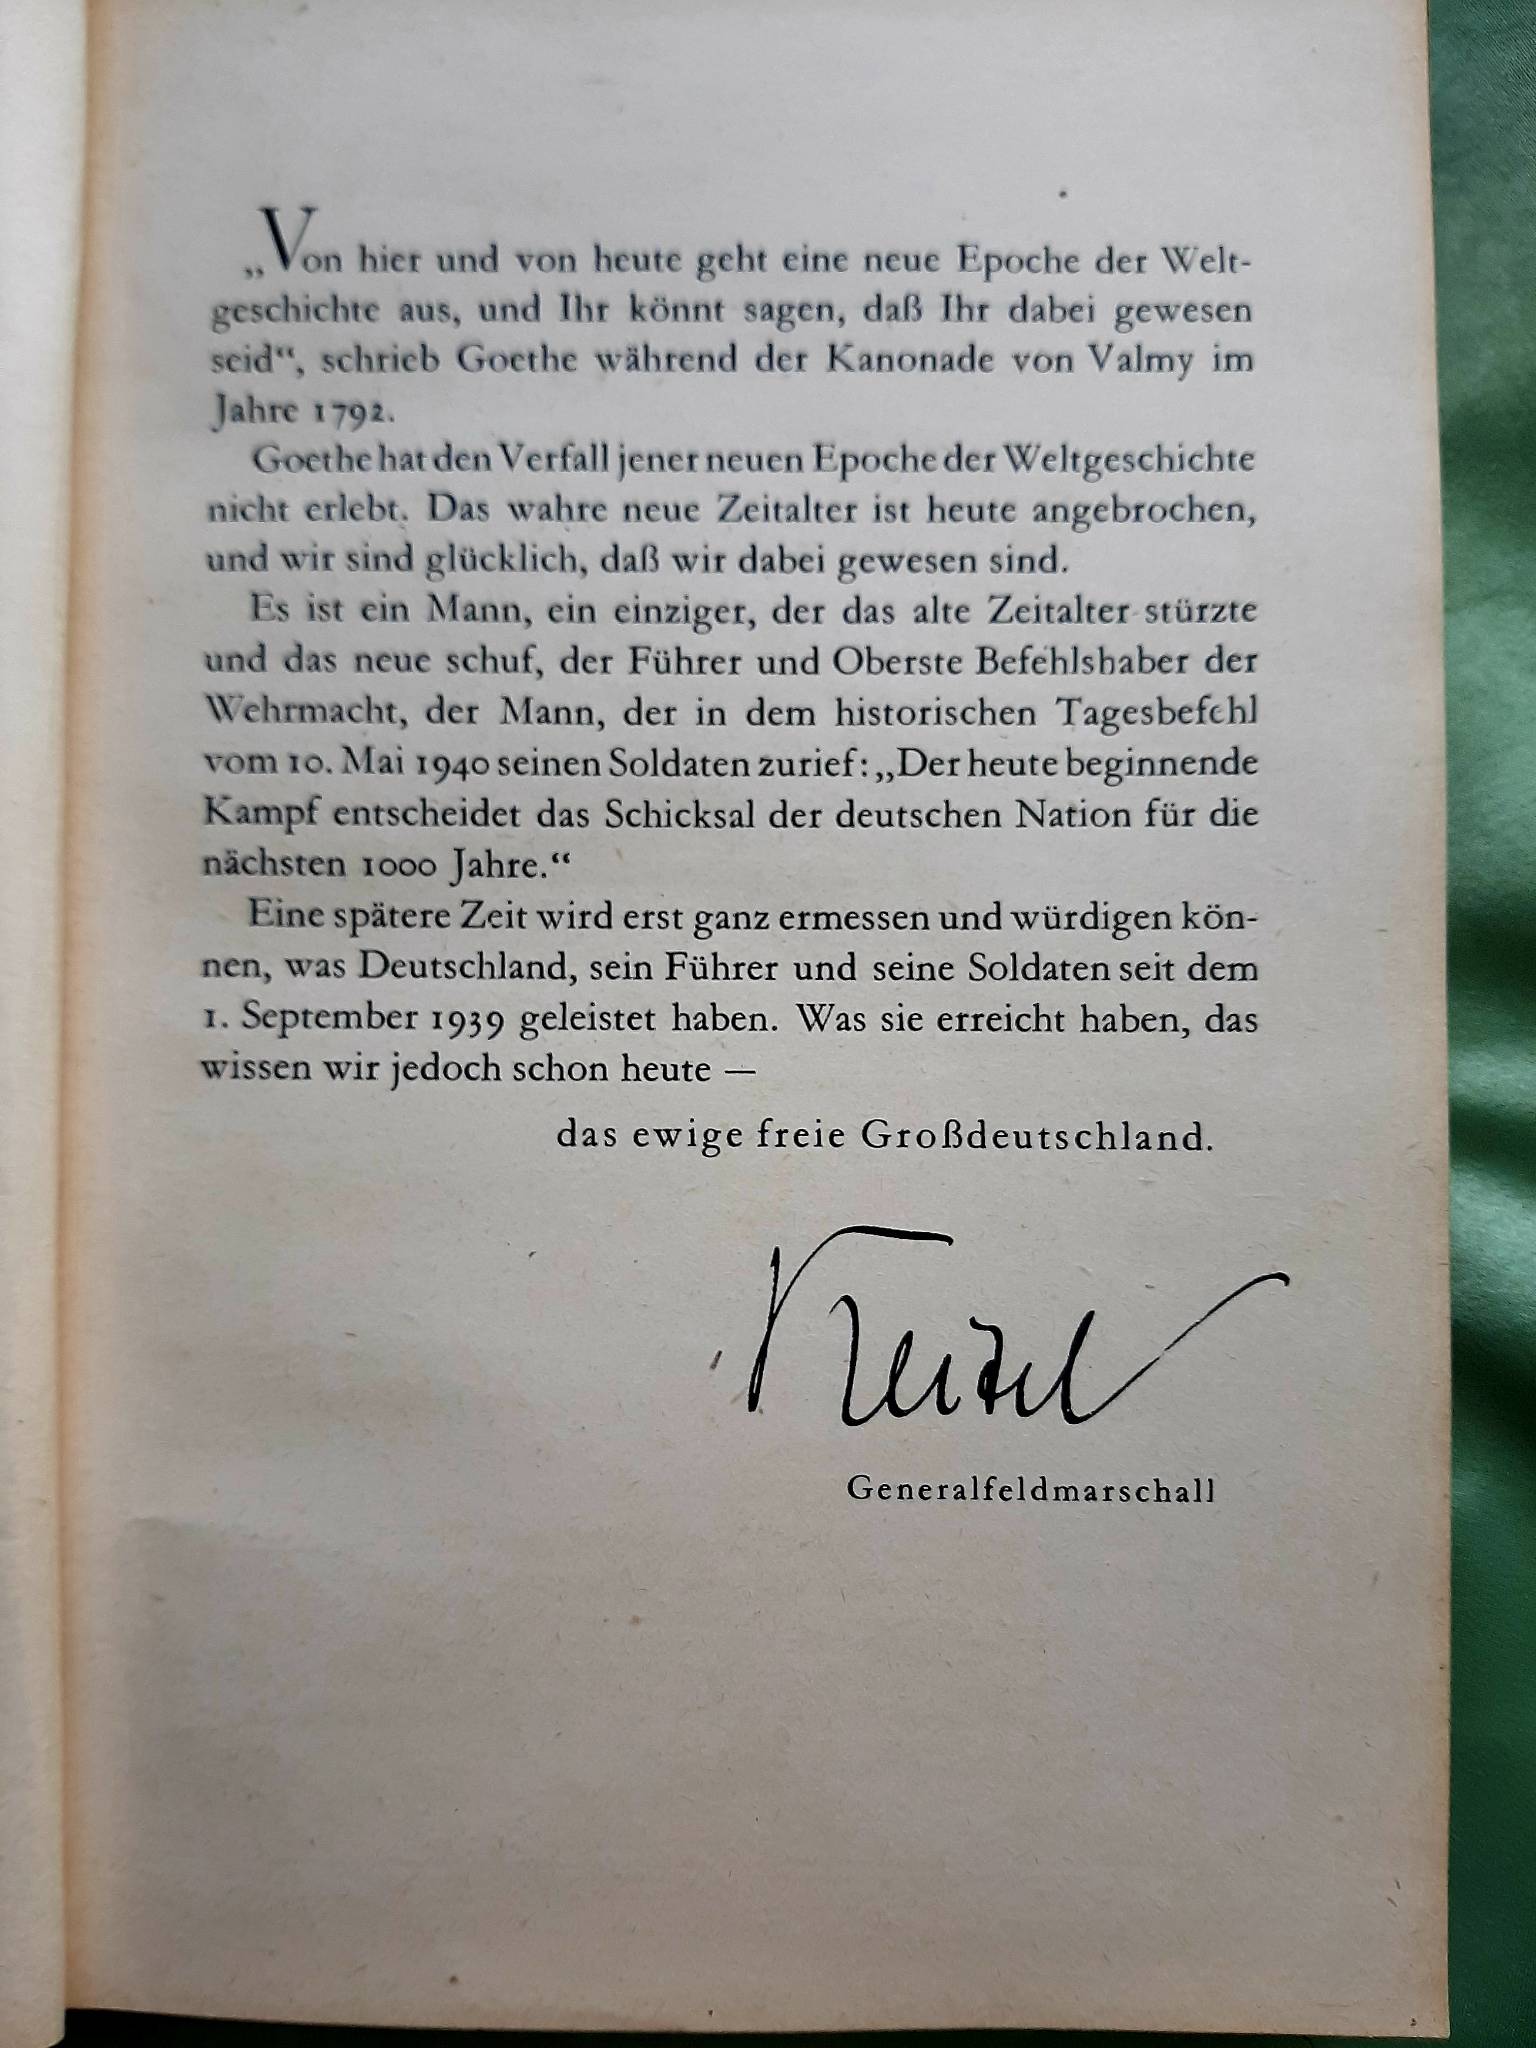 „Von hier und von heute geht eine neue Epoche der Welt-
geschichte aus, und Ihr könnt sagen, daß Ihr dabei gewesen
seid“, schrieb Goethe während der Kanonade von Valmy im
Jahre 1792.
Goethe hat den Verfall jener neuen Epoche der Weltgeschichte
nicht erlebt. Das wahre neue Zeitalter ist heute angebrochen,
und wir sind glücklich, daß wir dabei gewesen sind.
Es ist ein Mann, ein einziger, der das alte Zeitalter stürzte
und das neue schuf, der Führer und Oberste Befehlshaber der
Wehrmacht, der Mann, der in dem historischen Tagesbefehl
vom 10. Mai 1940 seinen Soldaten zurief: „Der heute beginnende
Kampf entscheidet das Schicksal der deutschen Nation für die
nächsten 1000 Jahre.“
Eine spätere Zeit wird erst ganz ermessen und würdigen kön-
nen, was Deutschland, sein Führer und seine Soldaten seit dem
1. September 1939 geleistet haben. Was sie erreicht haben, das
wissen wir jedoch schon heute —
das ewige freie Großdeutschland.
Keitel
Generalfeldmarschall